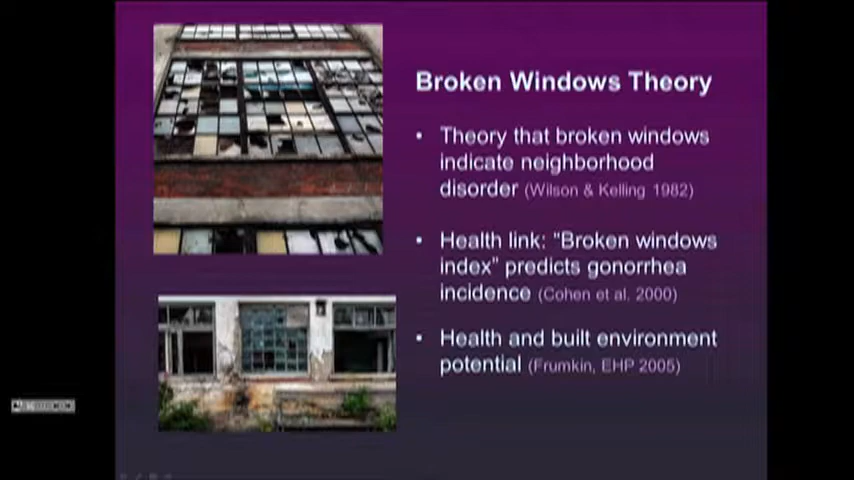 Broken Windows Theory
• Theory that broken windows
indicate neighborhood
disorder (Wilson & Kelling 1982)
• Health link: "Broken windows
index" predicts gonorrhea
incidence (Cohen et al. 2000)
• Health and built environment
potential (Frumkin, EHP 2005)